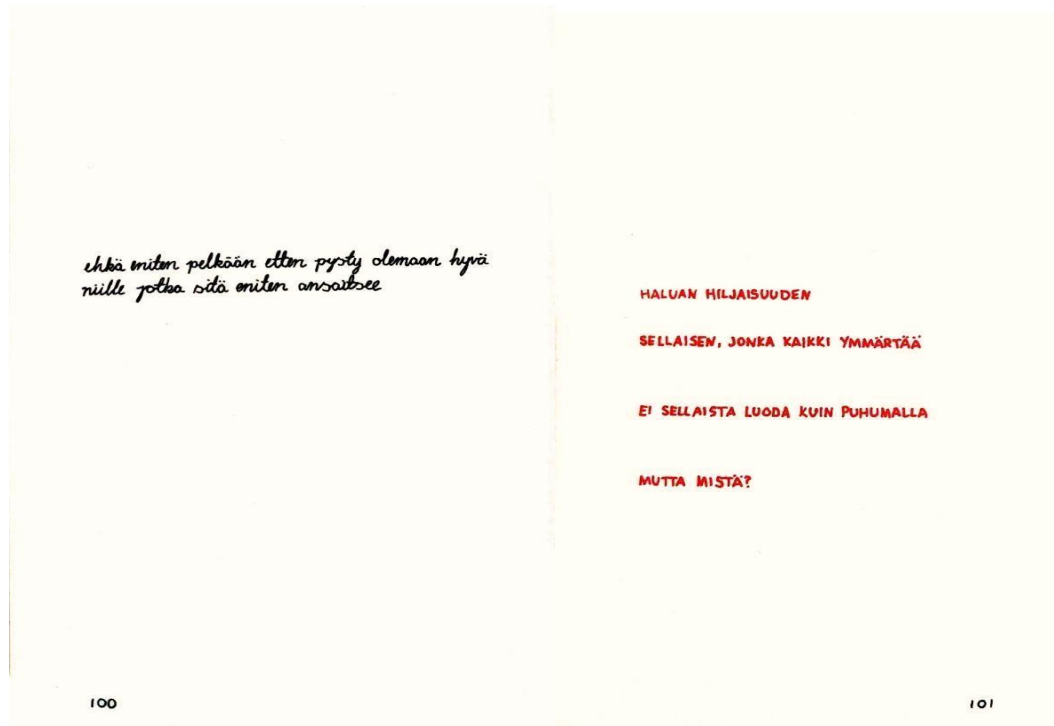 ehkä eniten pelkään etten pysty olemaan hyvä
niille jotka sitä eniten ansaitsee
100
HALUAN HILJAISUUDEN
SELLAISEN, JONKA KAIKKI YMMÄRTÄÄ
EI SELLAISTA LUODA KUIN PUHUMALLA
MUTTA MISTÄ?
101